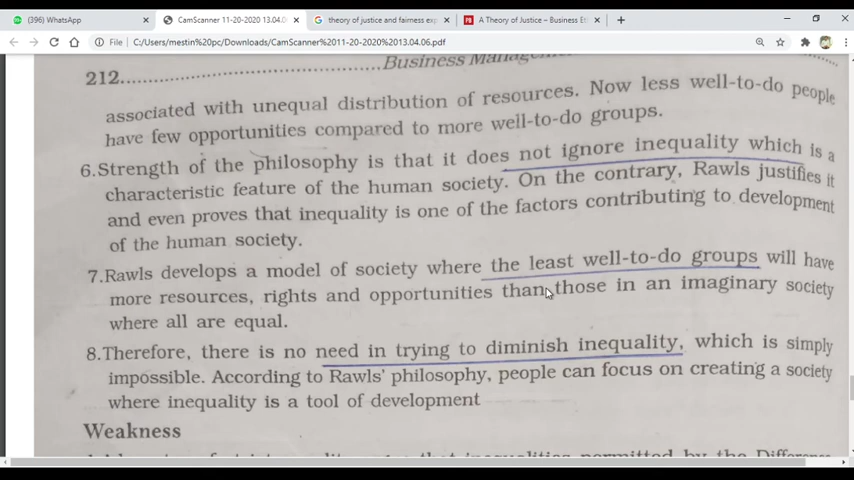 (396) WhatsApp
CamScanner 11-20-2020 13.04.0
theory of justice and fairness exp
A Theory of Justice – Business Et
File C:/Users/mestin%20pc/Downloads/CamScanner%2011-20-2020%2013.04.06.pdf
212
Business
associated with unequal distribution of resources. Now less well-to-do people
have few opportunities compared to more well-to-do groups.
6.Strength of the philosophy is that it does not ignore inequality which is a
characteristic feature of the human society. On the contrary, Rawls justifies it
and even proves that inequality is one of the factors contributing to development
of the human society.
7.Rawls develops a model of society where the least well-to-do groups will have
more resources, rights and opportunities than those in an imaginary society
where all are equal.
8.Therefore, there is no need in trying to diminish inequality, which is simply
impossible. According to Rawls' philosophy, people can focus on creating a society
where inequality is a tool of development
Weakness